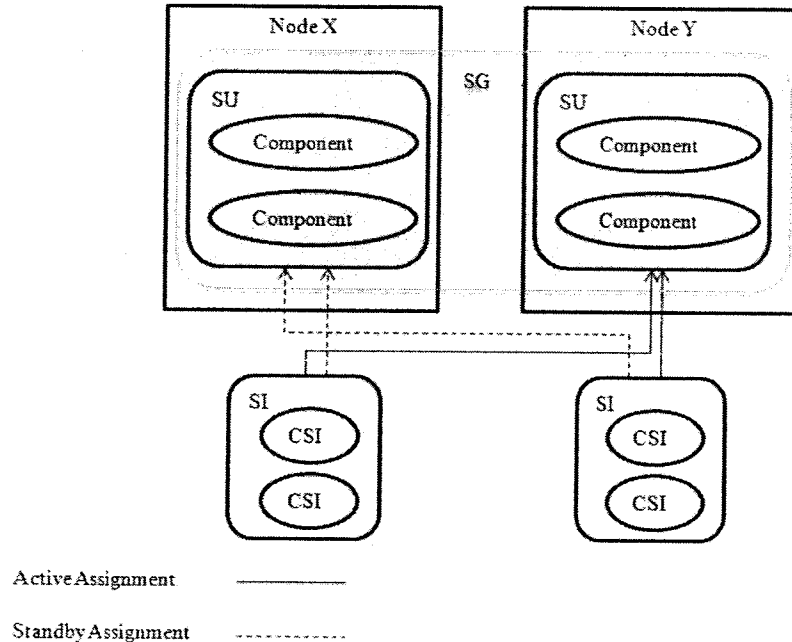 Node X
Node Y
SG
SU
SU
Component
Component
Component
Component
SI
SI
CSI
CSI
CSI
CSI
Active Assignment
Standby Assignment